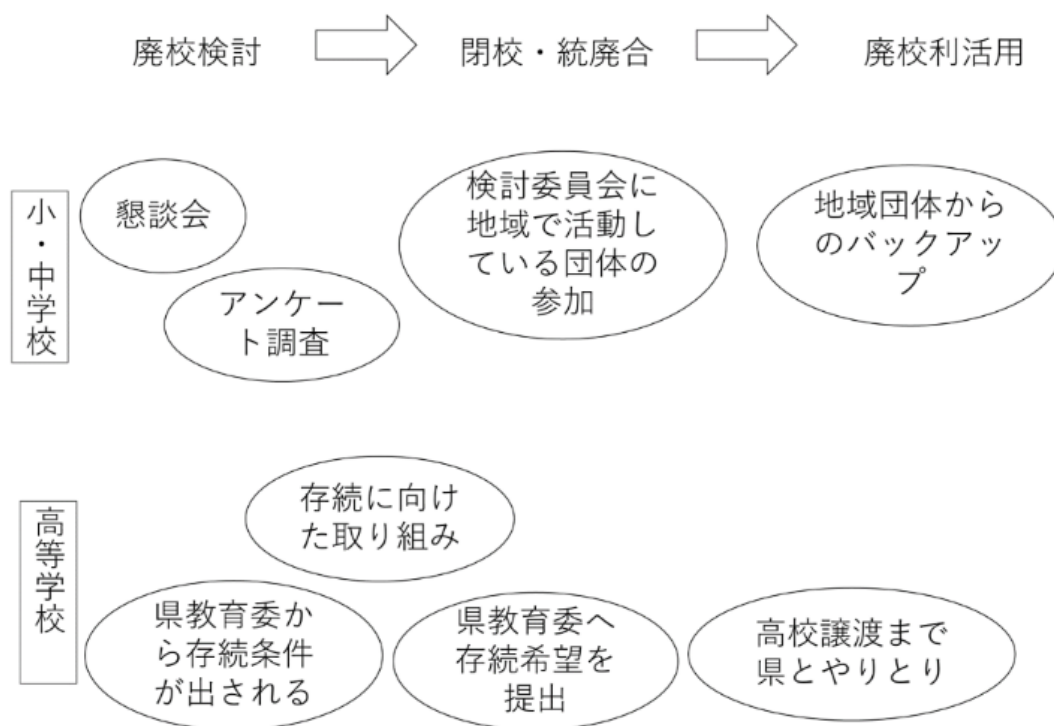 廃校検討
閉校・統廃合
廃校利活用
小・中学校
懇談会
アンケー
ト調査
検討委員会に
地域で活動し
ている団体の
参加
地域団体から
のバックアッ
プ
高等学校
存続に向け
た取り組み
県教育委か
ら存続条件
が出される
県教育委へ
存続希望を
提出
高校譲渡まで
県とやりとり